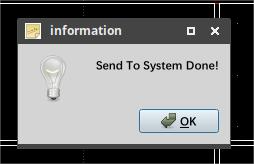 information
Send To System Done!
OK